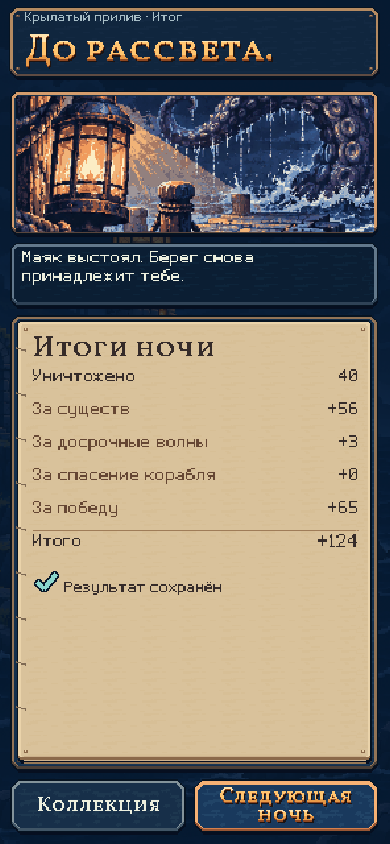 Крылатый прилив · Итог
До рассвета.
Маяк выстоял. Берег снова
принадлежит тебе.
Итоги ночи
Уничтожено 40
За существ +56
За досрочные волны +3
За спасение корабля +0
За победу +65
Итого +124
Результат сохранён
Коллекция
Следующая
ночь